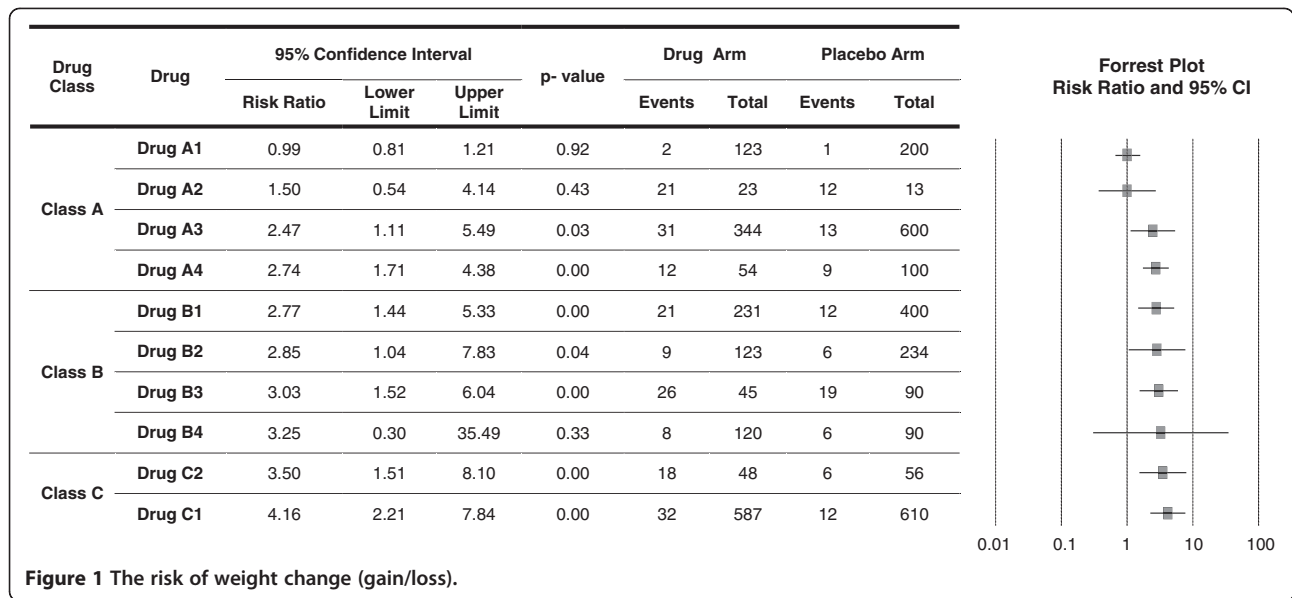 Drug Class
Drug
95% Confidence Interval
p- value
Drug Arm
Placebo Arm
Forrest Plot
Risk Ratio and 95% CI
Risk Ratio
Lower Limit
Upper Limit
Events
Total
Events
Total
Class A
Drug A1 0.99 0.81 1.21 0.92 2 123 1 200
Drug A2 1.50 0.54 4.14 0.43 21 23 12 13
Drug A3 2.47 1.11 5.49 0.03 31 344 13 600
Drug A4 2.74 1.71 4.38 0.00 12 54 9 100
Class B
Drug B1 2.77 1.44 5.33 0.00 21 231 12 400
Drug B2 2.85 1.04 7.83 0.04 9 123 6 234
Drug B3 3.03 1.52 6.04 0.00 26 45 19 90
Drug B4 3.25 0.30 35.49 0.33 8 120 6 90
Class C
Drug C2 3.50 1.51 8.10 0.00 18 48 6 56
Drug C1 4.16 2.21 7.84 0.00 32 587 12 610
0.01 0.1 1 10 100
Figure 1 The risk of weight change (gain/loss).